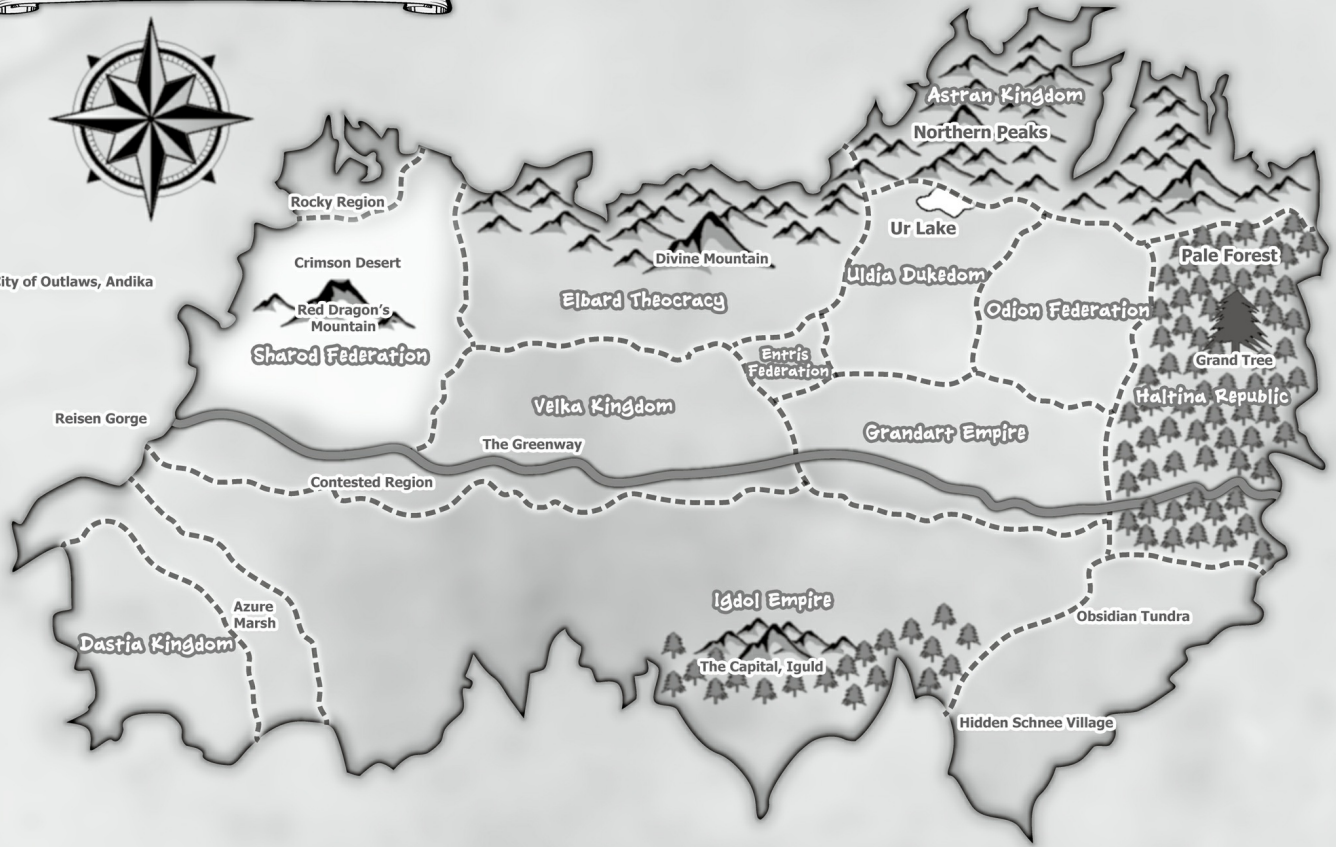 Astran Kingdom
Northern Peaks
Rocky Region
Ur Lake
Pale Forest
Crimson Desert
Divine Mountain
City of Outlaws, Andika
Uldia Dukedom
Elbard Theocracy
Red Dragon's
Mountain
Odion Federation
Sharod Federation
Entris
Federation
Grand Tree
Haltina Republic
Velka Kingdom
Reisen Gorge
Grandart Empire
The Greenway
Contested Region
Igdol Empire
Azure
Marsh
Obsidian Tundra
Dastia Kingdom
The Capital, Iguld
Hidden Schnee Village